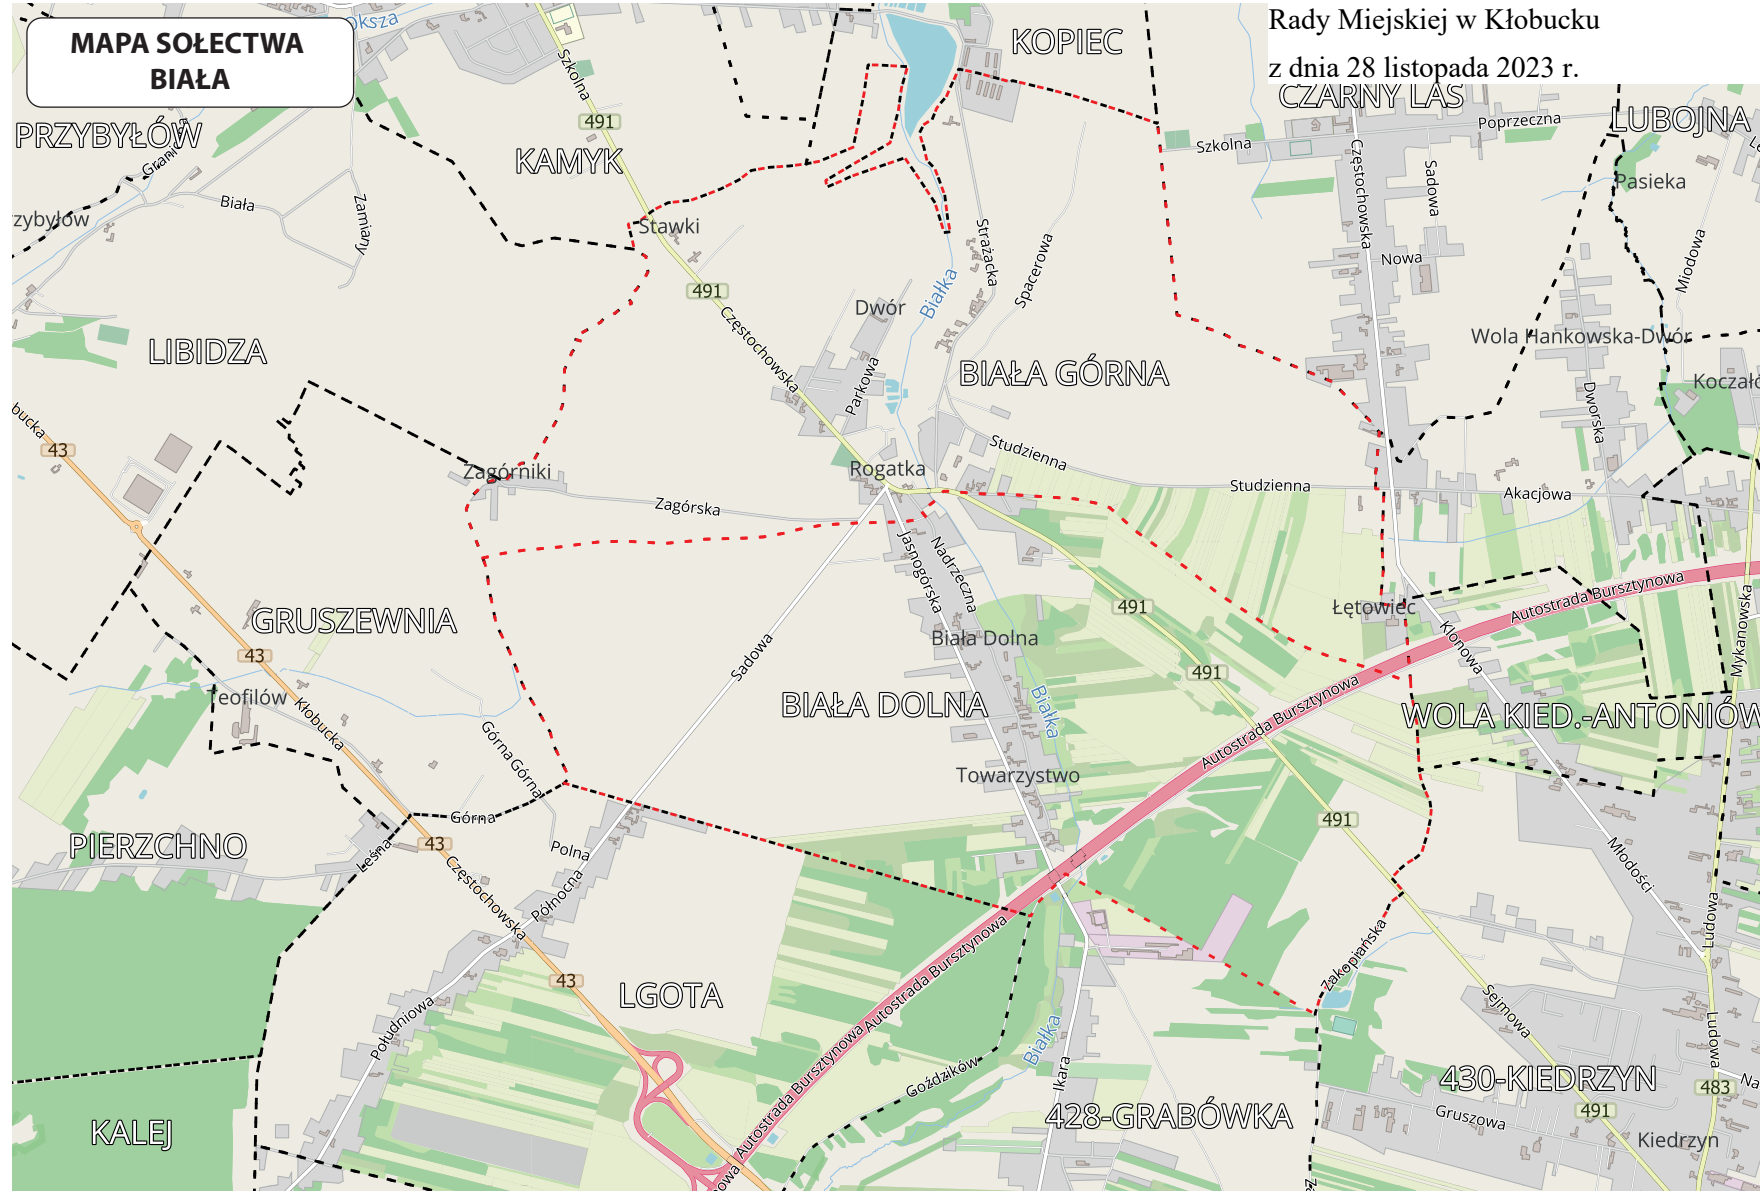 MAPA SOŁECTWA
BIAŁA
Rady Miejskiej w Kłobucku
z dnia 28 listopada 2023 r.
KOPIEC
CZARNY LAS
LUBOJNA
PRZYBYŁÓW
KAMYK
Szkolna
491
Szkolna
Poprzeczna
Częstochowska
Sadowa
Pasieka
Biała
Zamiany
Stawki
Strażacka
Spacerowa
Nowa
Miodowa
491
Częstochowska
Dwór
Białka
Wola Hankowska-Dwór
LIBIDZA
Parkowa
BIAŁA GÓRNA
Dworska
43
Zagórniki
Rogatka
Studzienna
Studzienna
Akacjowa
Zagórska
Jasnogórska
Nadrzeczna
491
Łętowiec
Autostrada Bursztynowa
Klonowa
Mykanowska
GRUSZEWNIA
43
Sadowa
Biała Dolna
491
Teofilów
Kłobucka
Górna Górna
BIAŁA DOLNA
Białka
Autostrada Bursztynowa
WOLA KIED.-ANTONIÓW
Towarzystwo
Górna
491
PIERZCHNO
Leśna
43
Polna
Północna
Częstochowska
Młodości
Ludowa
43
LGOTA
Autostrada Bursztynowa
Autostrada Bursztynowa
Zakopiańska
Południowa
Białka
Ikara
Goździków
Sejmowa
Ludowa
430-KIEDRZYN
483
KALEJ
428-GRABÓWKA
Gruszowa
491
Kiedrzyn